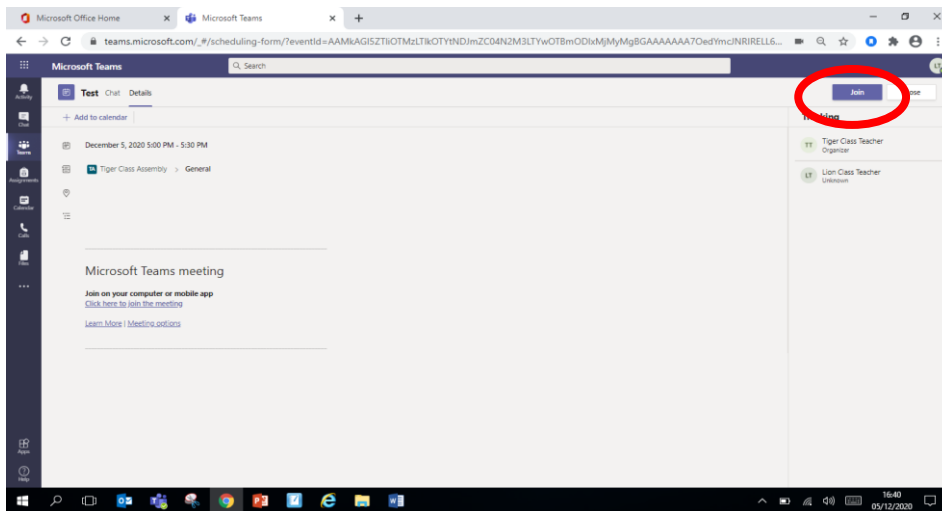 Microsoft Office Home
Microsoft Teams
teams.microsoft.com/_#/scheduling-form/?eventId=
Microsoft Teams
Search
Activity
Chat
Teams
Assignments
Calendar
Calls
Files
Apps
Help
Test Chat Details
Join
+ Add to calendar
December 5, 2020 5:00 PM - 5:30 PM
TA Tiger Class Assembly > General
TT Tiger Class Teacher
Organizer
LT Lion Class Teacher
Unknown
Microsoft Teams meeting
Join on your computer or mobile app
Click here to join the meeting
Learn More | Meeting options
16:40
05/12/2020